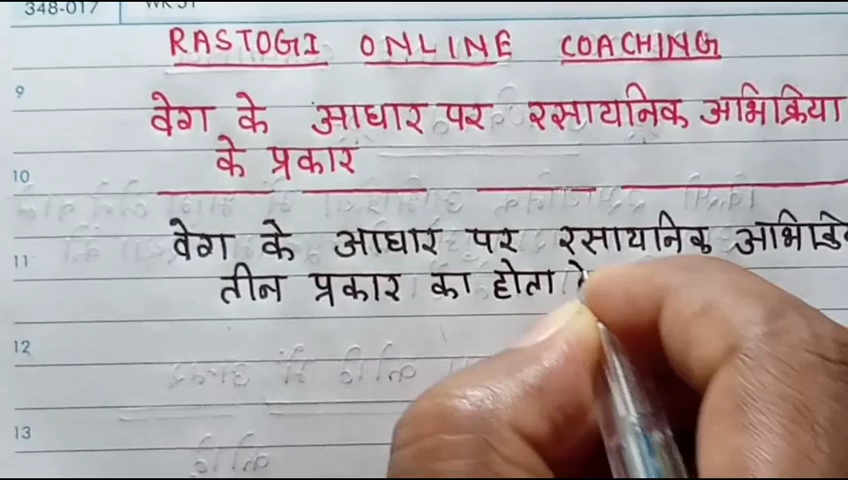 348-017
RASTOGI ONLINE COACHING
9
वेग के आधार पर रसायनिक अभिक्रिया
10
के प्रकार
11
वेग के आधार पर रसायनिक
तीन प्रकार का होता
12
13